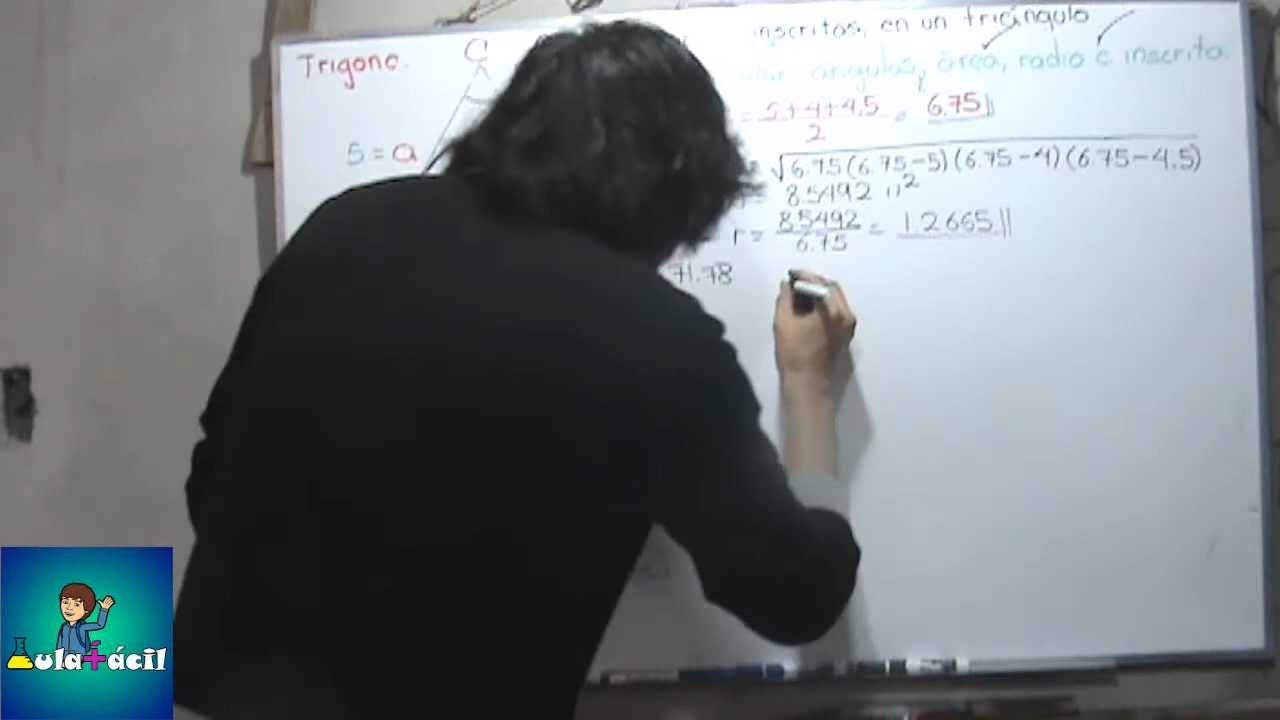 Trigono. C inscritos, en un triángulo
ángulos, área, radio c. inscrita.
= 5+4+4.5 / 2 = 6.75
5 = a
= √6.75(6.75-5)(6.75-4)(6.75-4.5)
= 8.5492 u²
r = 8.5492 / 6.75 = 1.2665
71.78
Aula+ácil